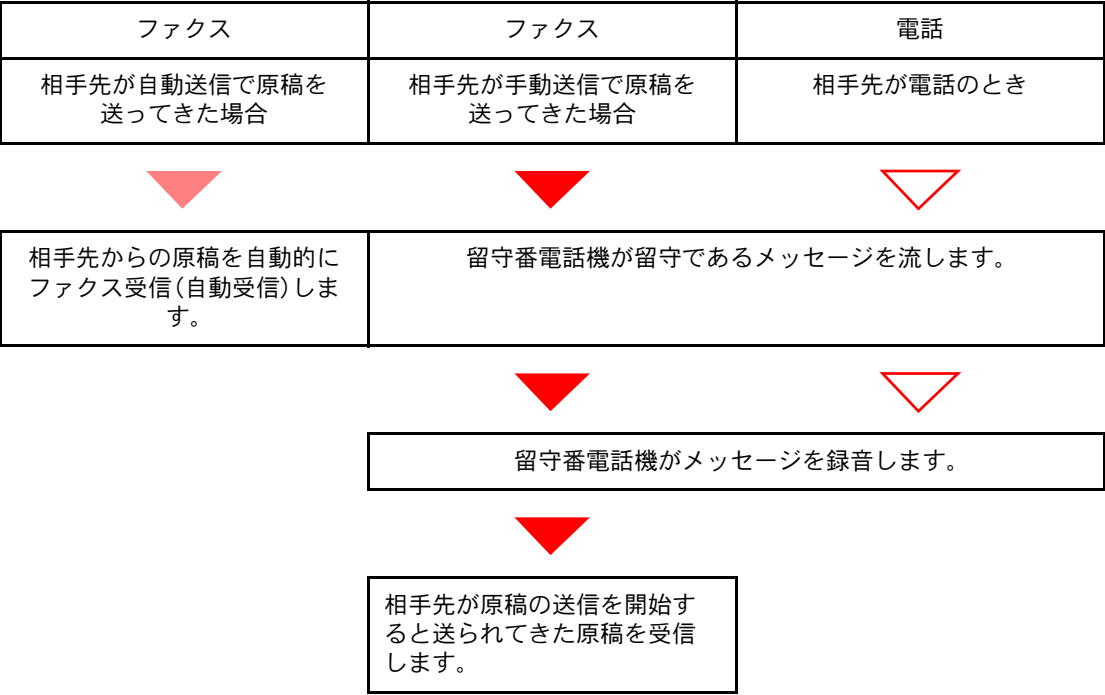 ファクス
ファクス
電話
相手先が自動送信で原稿を
送ってきた場合
相手先が手動送信で原稿を
送ってきた場合
相手先が電話のとき
相手先からの原稿を自動的に
ファクス受信(自動受信)しま
す。
留守番電話機が留守であるメッセージを流します。
留守番電話機がメッセージを録音します。
相手先が原稿の送信を開始す
ると送られてきた原稿を受信
します。